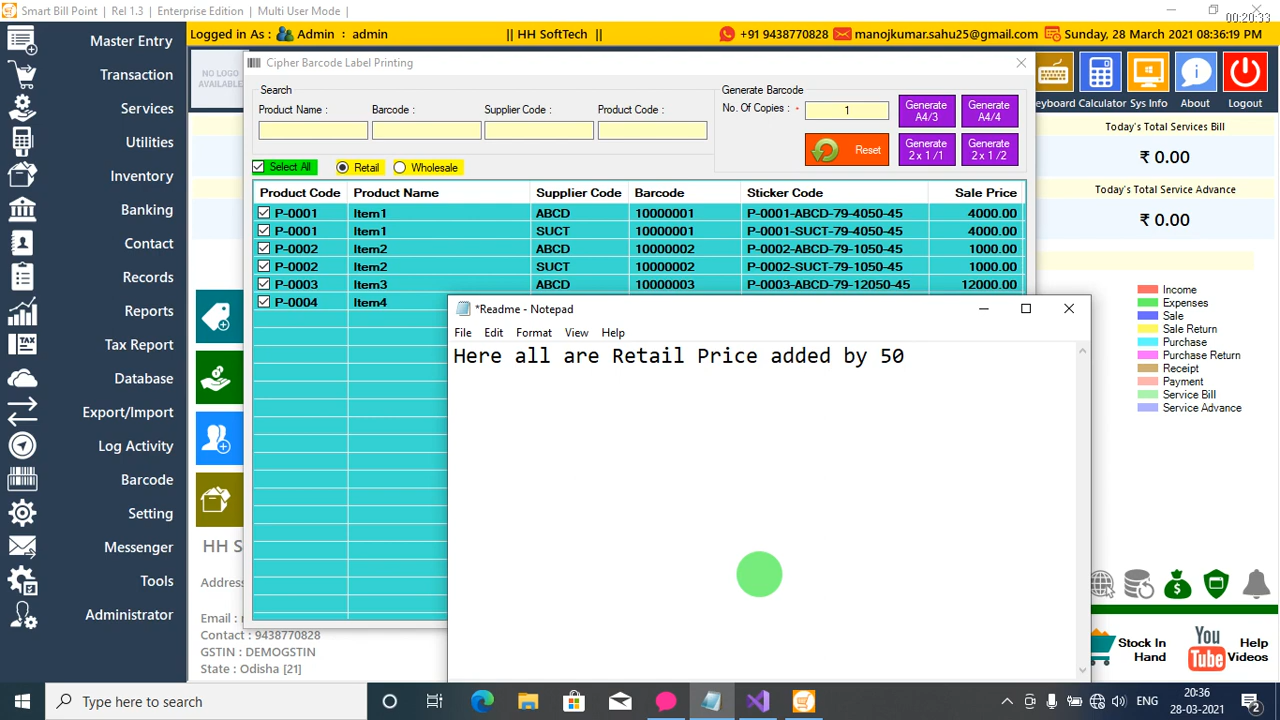 Smart Bill Point | Rel 1.3 | Enterprise Edition | Multi User Mode |
00:20:33
Logged in As : Admin : admin || HH SoftTech || +91 9438770828 manojkumar.sahu25@gmail.com Sunday, 28 March 2021 08:36:19 PM
Master Entry
Transaction
Services
Utilities
Inventory
Banking
Contact
Records
Reports
Tax Report
Database
Export/Import
Log Activity
Barcode
Setting
Messenger
Tools
Administrator
NO LOGO
AVAILABLE
Cipher Barcode Label Printing
Search
Product Name : Barcode : Supplier Code : Product Code :
Generate Barcode
No. Of Copies : * 1
Generate A4/3
Generate A4/4
Reset
Generate 2 x 1 /1
Generate 2 x 1 /2
Select All Retail Wholesale
Product Code Product Name Supplier Code Barcode Sticker Code Sale Price
P-0001 Item1 ABCD 10000001 P-0001-ABCD-79-4050-45 4000.00
P-0001 Item1 SUCT 10000001 P-0001-SUCT-79-4050-45 4000.00
P-0002 Item2 ABCD 10000002 P-0002-ABCD-79-1050-45 1000.00
P-0002 Item2 SUCT 10000002 P-0002-SUCT-79-1050-45 1000.00
P-0003 Item3 ABCD 10000003 P-0003-ABCD-79-12050-45 12000.00
P-0004 Item4
*Readme - Notepad
File Edit Format View Help
Here all are Retail Price added by 50
eyboard Calculator Sys Info About Logout
Today's Total Services Bill
₹ 0.00
Today's Total Service Advance
₹ 0.00
Income
Expenses
Sale
Sale Return
Purchase
Purchase Return
Receipt
Payment
Service Bill
Service Advance
HH S
Address
Email :
Contact : 9438770828
GSTIN : DEMOGSTIN
State : Odisha [21]
Stock In Hand
You Tube
Help Videos
Type here to search
ENG
20:36
28-03-2021
2